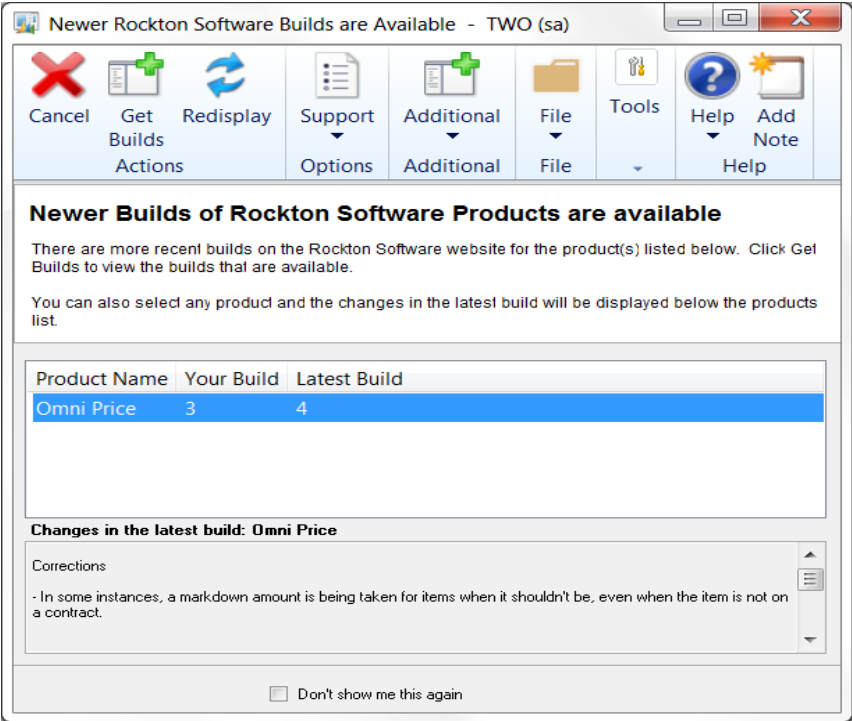 Newer Rockton Software Builds are Available - TWO (sa)
Cancel Get Builds Redisplay Support Additional File Tools Help Add Note
Actions Options Additional File Help
Newer Builds of Rockton Software Products are available
There are more recent builds on the Rockton Software website for the product(s) listed below. Click Get
Builds to view the builds that are available.
You can also select any product and the changes in the latest build will be displayed below the products
list.
Product Name Your Build Latest Build
Omni Price 3 4
Changes in the latest build: Omni Price
Corrections
- In some instances, a markdown amount is being taken for items when it shouldn't be, even when the item is not on
a contract.
Don't show me this again